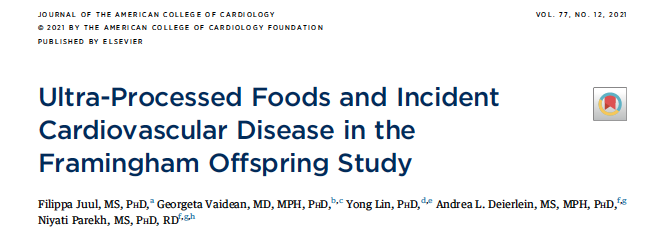 JOURNAL OF THE AMERICAN COLLEGE OF CARDIOLOGY VOL. 77, NO. 12, 2021
© 2021 BY THE AMERICAN COLLEGE OF CARDIOLOGY FOUNDATION
PUBLISHED BY ELSEVIER
Ultra-Processed Foods and Incident
Cardiovascular Disease in the
Framingham Offspring Study
Filippa Juul, MS, PhD,a Georgeta Vaidean, MD, MPH, PhD,b,c Yong Lin, PhD,d,e Andrea L. Deierlein, MS, MPH, PhD,f,g
Niyati Parekh, MS, PhD, RDf,g,h